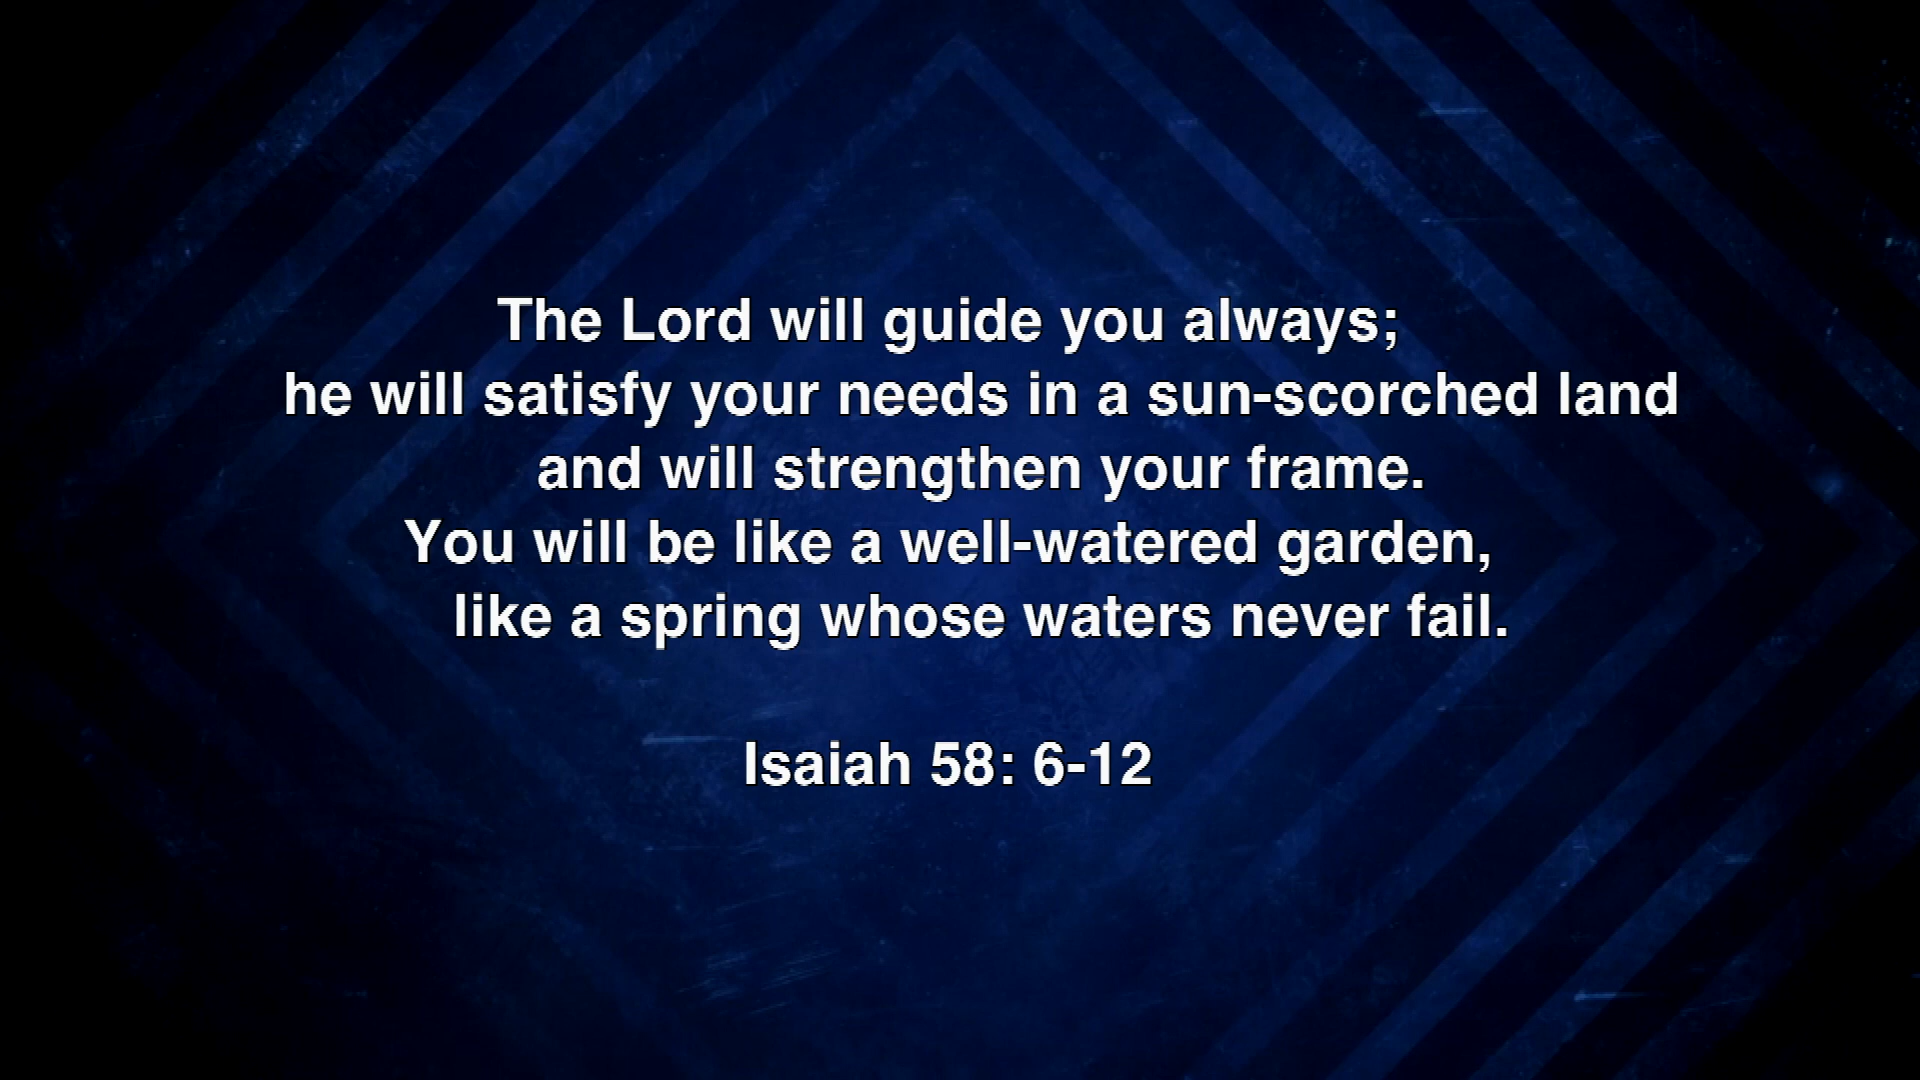 The Lord will guide you always;
he will satisfy your needs in a sun-scorched land
and will strengthen your frame.
You will be like a well-watered garden,
like a spring whose waters never fail.
Isaiah 58: 6-12